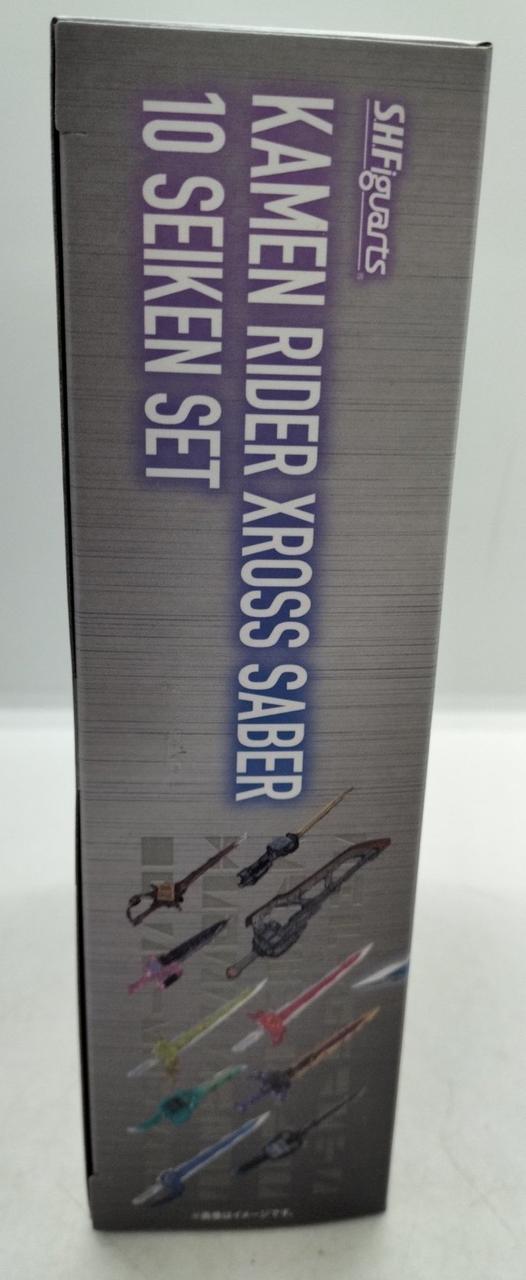 S.H.Figuarts
KAMEN RIDER XROSS SABER
10 SEIKEN SET
※画像はイメージです。